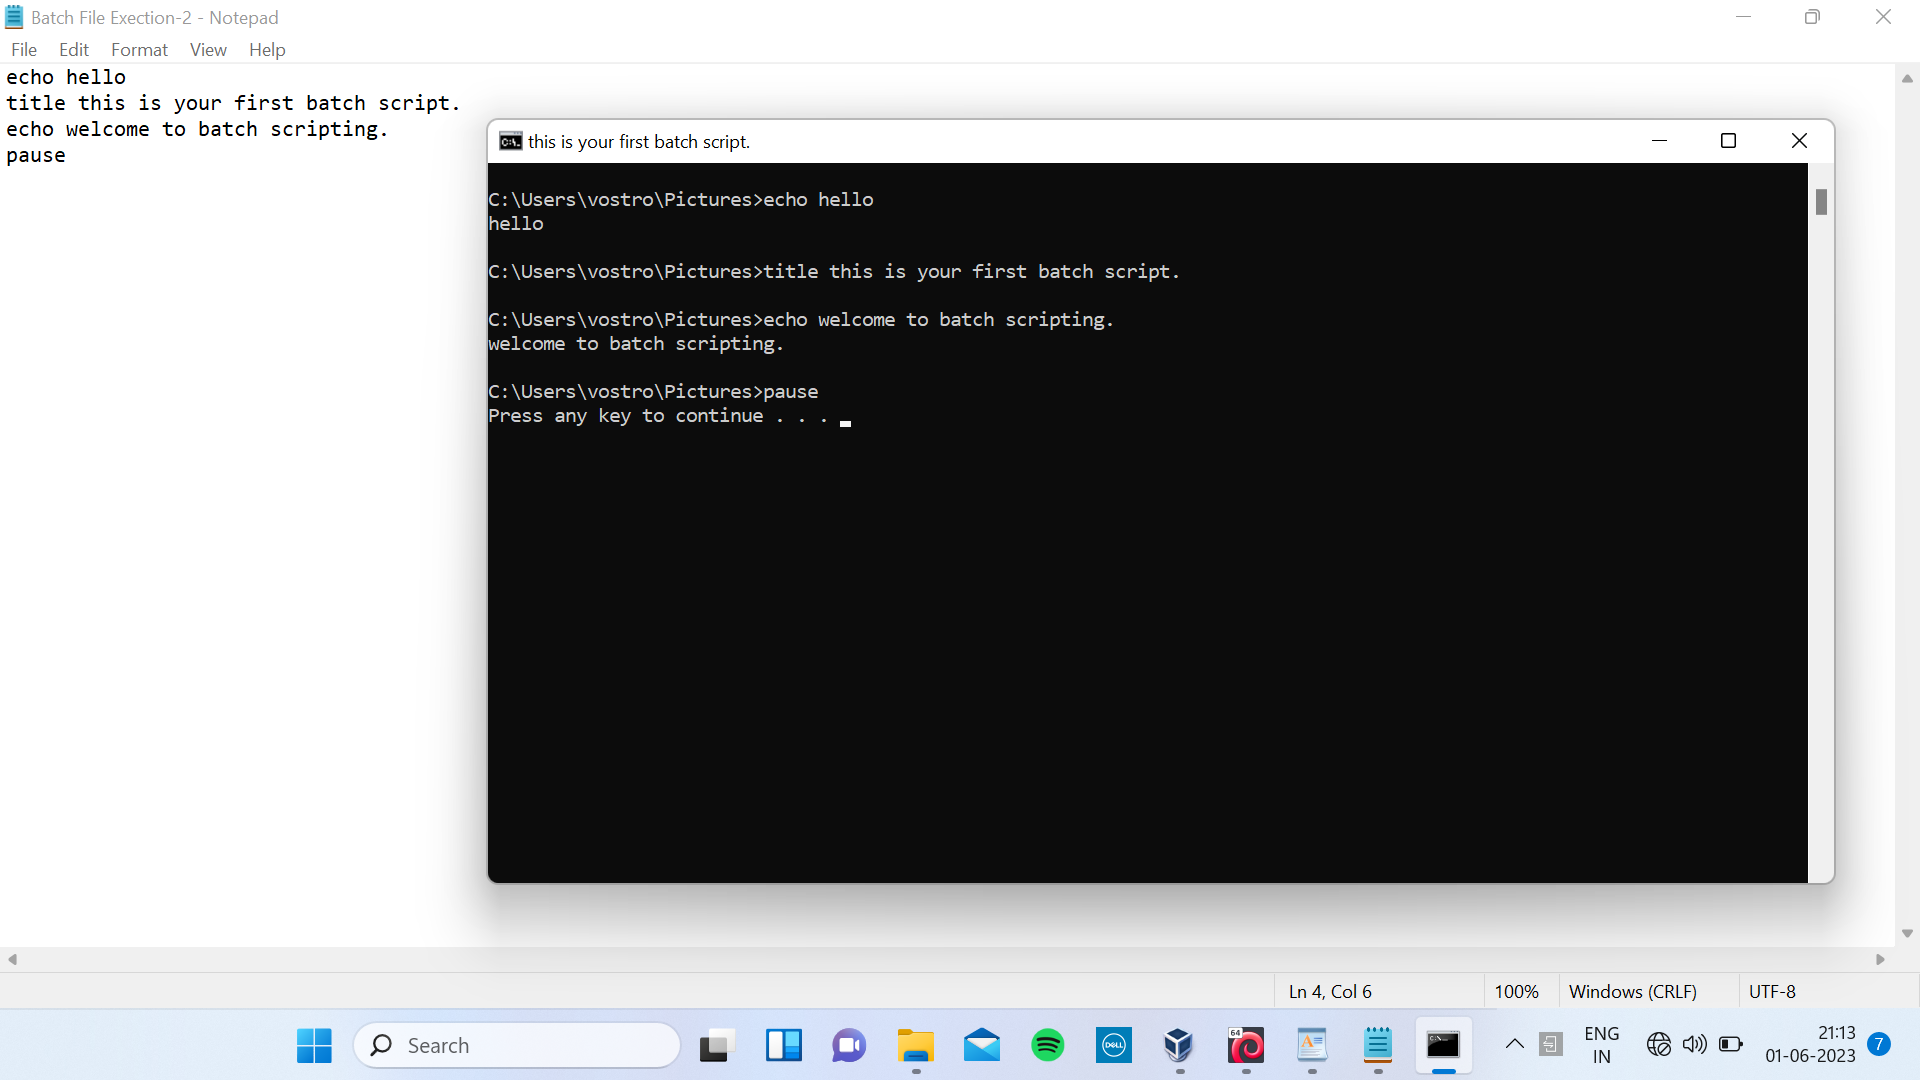 Batch File Exection-2 - Notepad
File Edit Format View Help
echo hello
title this is your first batch script.
echo welcome to batch scripting.
pause
this is your first batch script.
C:\Users\vostro\Pictures>echo hello
hello
C:\Users\vostro\Pictures>title this is your first batch script.
C:\Users\vostro\Pictures>echo welcome to batch scripting.
welcome to batch scripting.
C:\Users\vostro\Pictures>pause
Press any key to continue . . .
Ln 4, Col 6 100% Windows (CRLF) UTF-8
Search
DELL
64
ENG
IN
21:13
01-06-2023
7